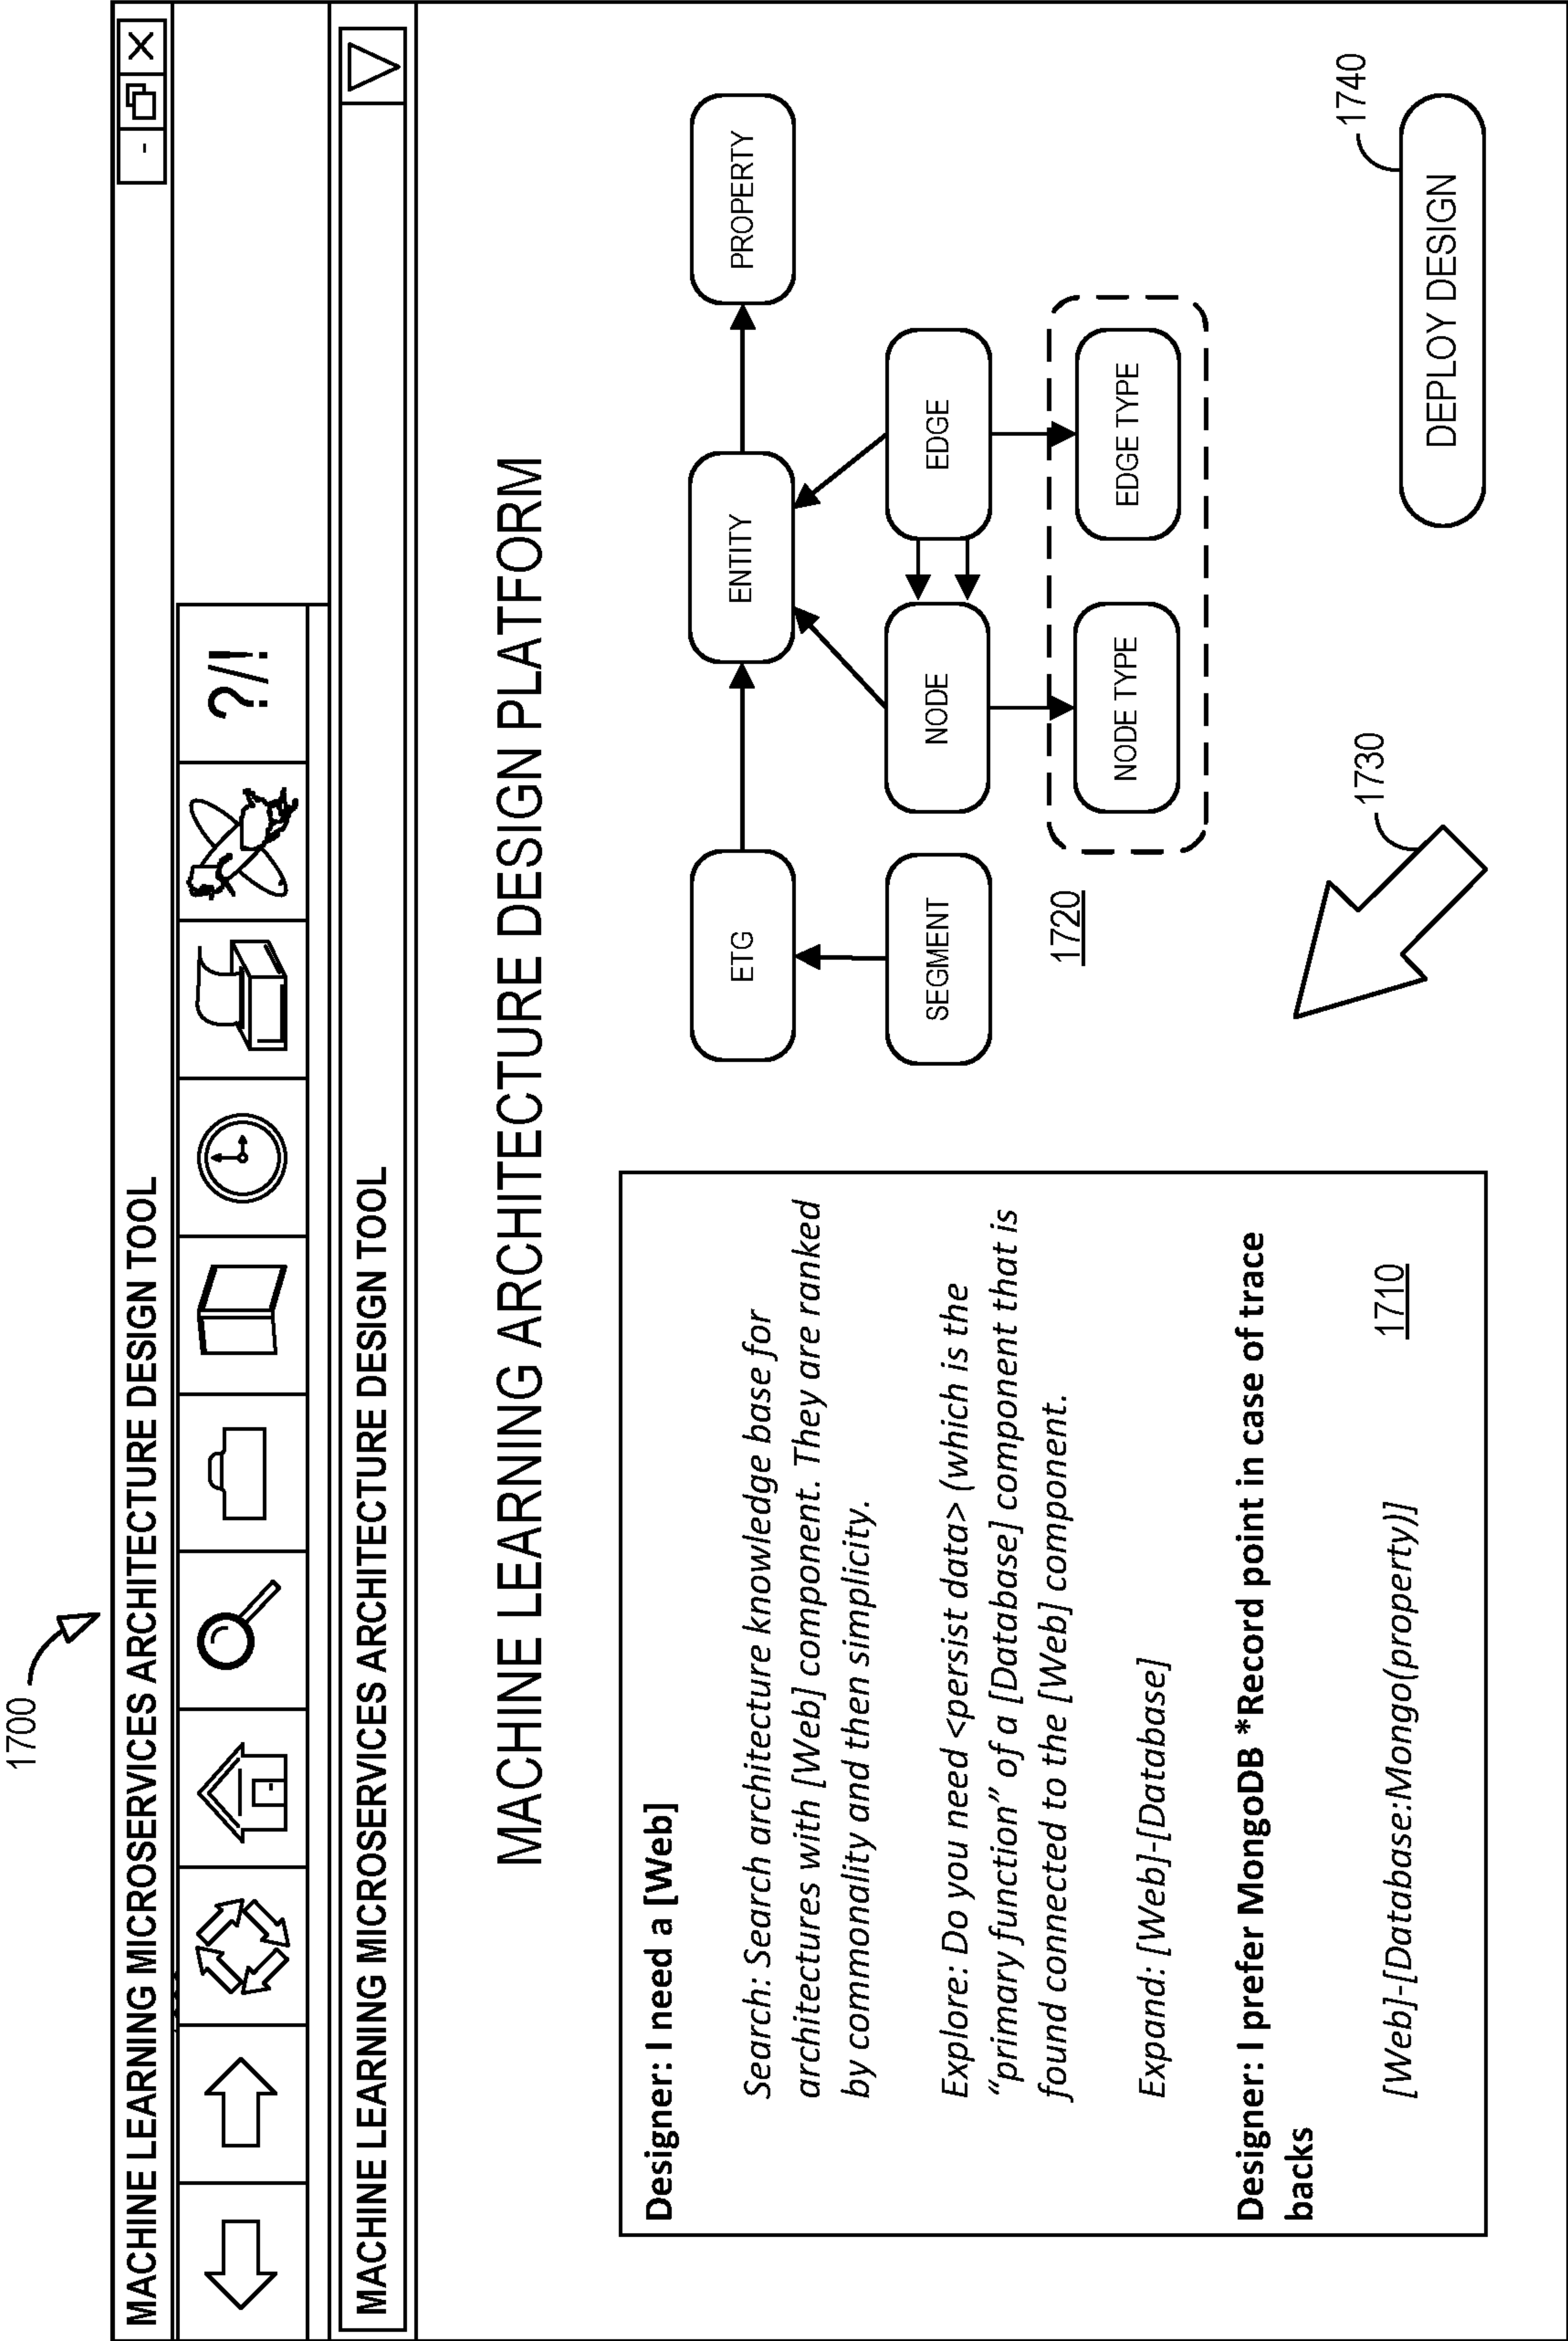 1700
MACHINE LEARNING MICROSERVICES ARCHITECTURE DESIGN TOOL
- X
?/!
MACHINE LEARNING MICROSERVICES ARCHITECTURE DESIGN TOOL
MACHINE LEARNING ARCHITECTURE DESIGN PLATFORM
Designer: I need a [Web]
Search: Search architecture knowledge base for
architectures with [Web] component. They are ranked
by commonality and then simplicity.
Explore: Do you need <persist data> (which is the
“primary function” of a [Database] component that is
found connected to the [Web] component.
Expand: [Web]-[Database]
Designer: I prefer MongoDB *Record point in case of trace
backs
[Web]-[Database:Mongo(property)]
1710
ETG
ENTITY
PROPERTY
SEGMENT
NODE
EDGE
NODE TYPE
EDGE TYPE
1720
1730
1740
DEPLOY DESIGN